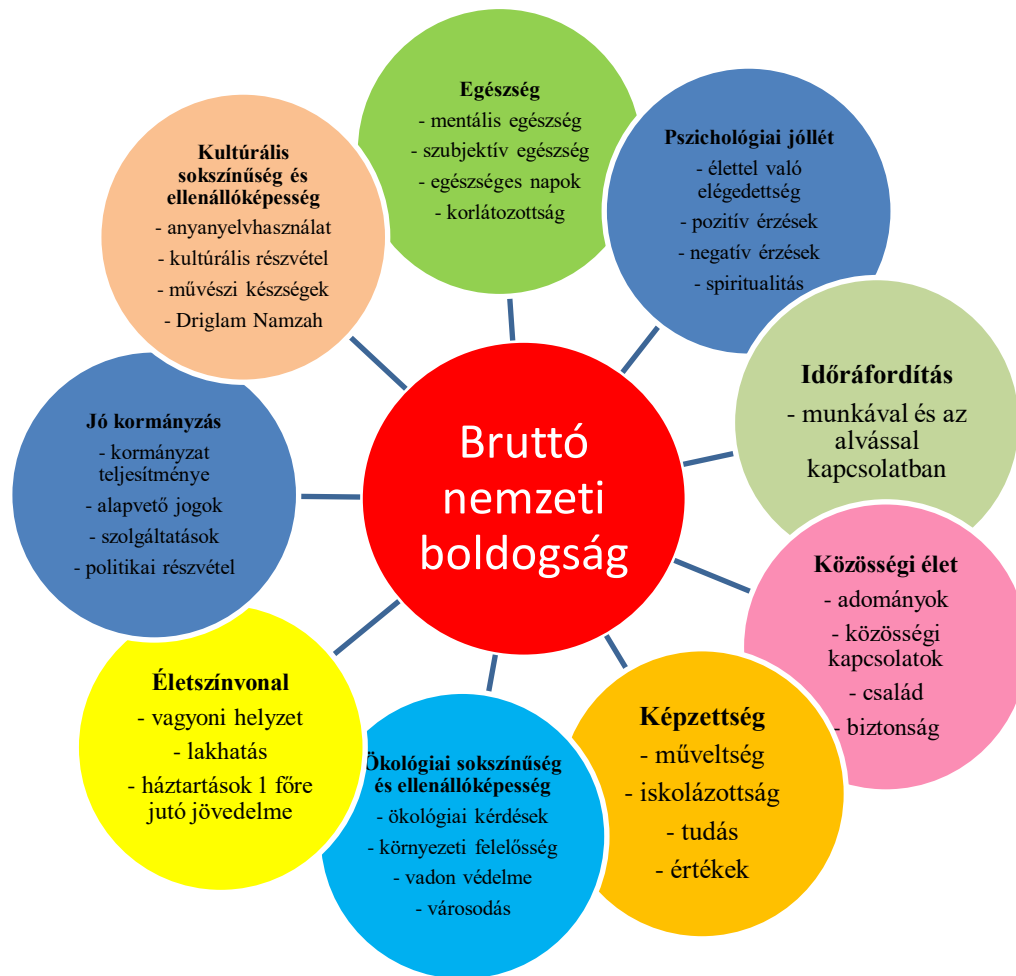 Egészség
- mentális egészség
- szubjektív egészség
- egészséges napok
- korlátozottság
Pszichológiai jóllét
- élettel való
elégedettség
- pozitív érzések
- negatív érzések
- spiritualitás
Időráfordítás
- munkával és az
alvással
kapcsolatban
Közösségi élet
- adományok
- közösségi
kapcsolatok
- család
- biztonság
Képzettség
- műveltség
- iskolázottság
- tudás
- értékek
Ökológiai sokszínűség
és ellenállóképesség
- ökológiai kérdések
- környezeti felelősség
- vadon védelme
- városodás
Életszínvonal
- vagyoni helyzet
- lakhatás
- háztartások 1 főre
jutó jövedelme
Jó kormányzás
- kormányzat
teljesítménye
- alapvető jogok
- szolgáltatások
- politikai részvétel
Kultúrális
sokszínűség és
ellenállóképesség
- anyanyelvhasználat
- kultúrális részvétel
- művészi készségek
- Driglam Namzah
Bruttó
nemzeti
boldogság